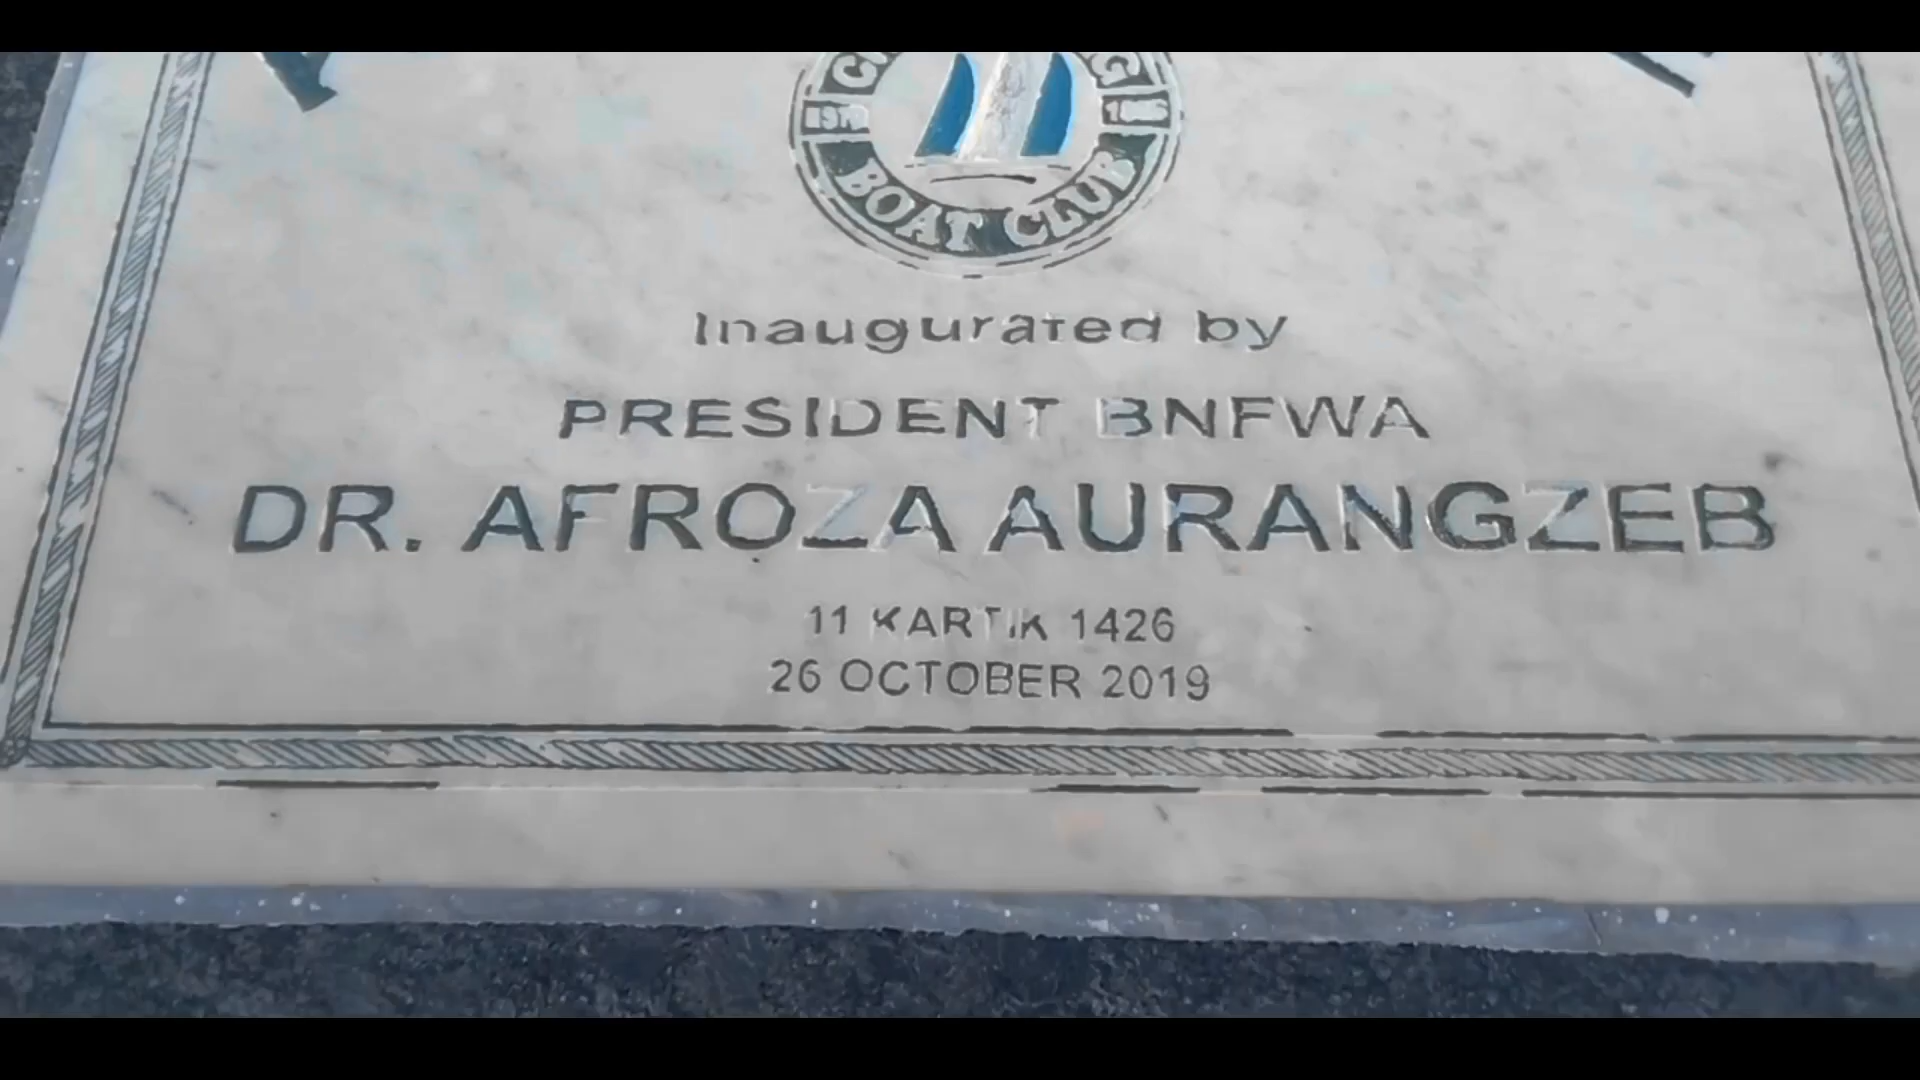 BOAT CLUB
Inaugurated by
PRESIDENT BNFWA
DR. AFROZA AURANGZEB
11 KARTIK 1426
26 OCTOBER 2019